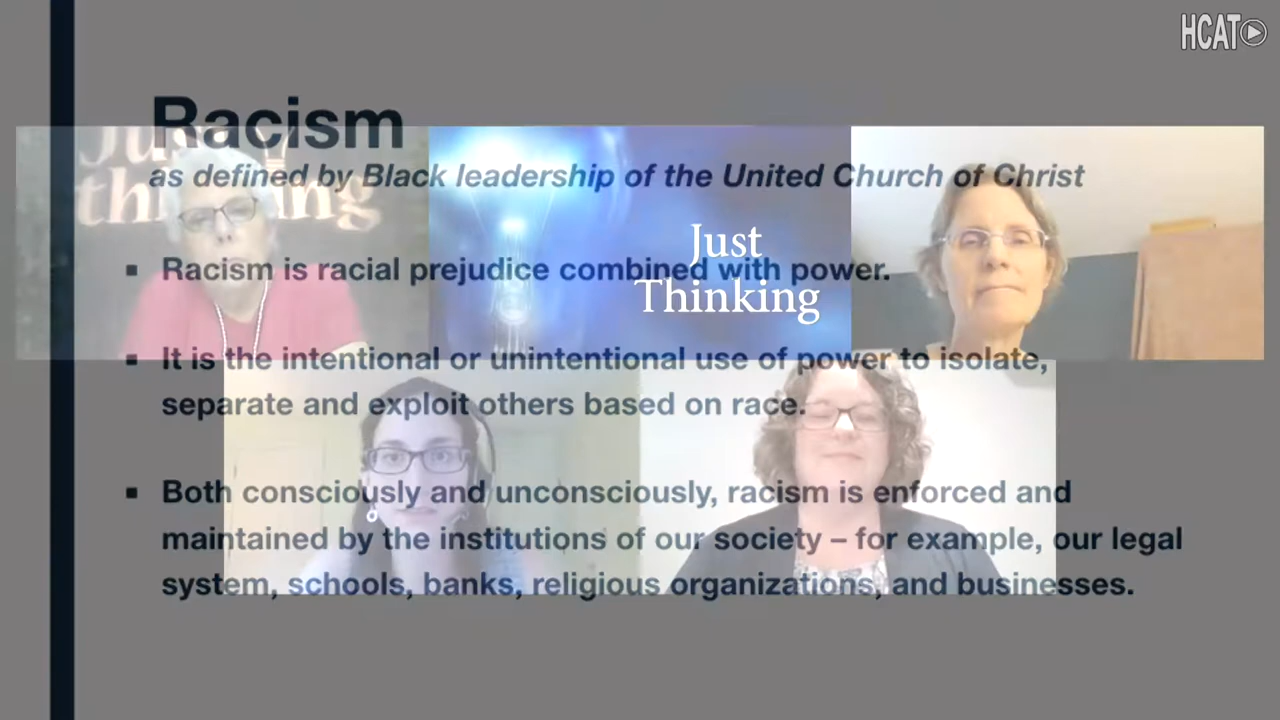 HCAT
Racism
Just
thinking
as defined by Black leadership of the United Church of Christ
Just
Thinking
▪ Racism is racial prejudice combined with power.
▪ It is the intentional or unintentional use of power to isolate,
separate and exploit others based on race.
▪ Both consciously and unconsciously, racism is enforced and
maintained by the institutions of our society – for example, our legal
system, schools, banks, religious organizations, and businesses.